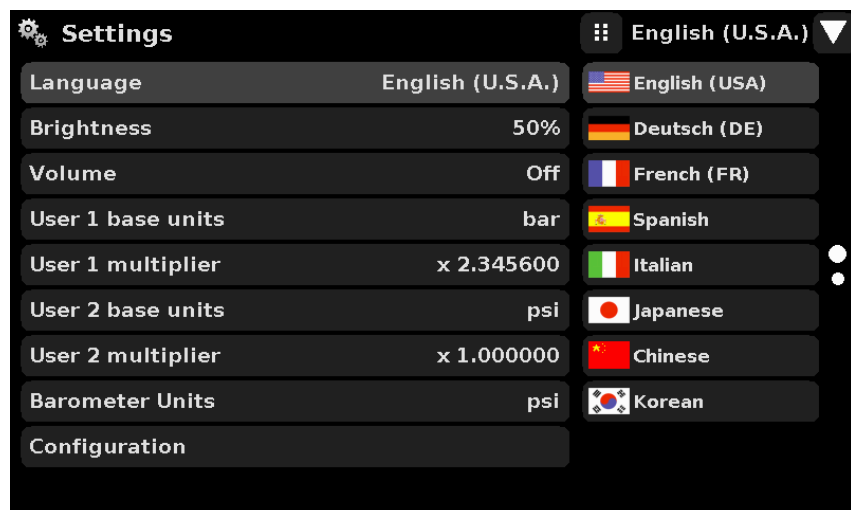 Settings
English (U.S.A.)
Language English (U.S.A.)
Brightness 50%
Volume Off
User 1 base units bar
User 1 multiplier x 2.345600
User 2 base units psi
User 2 multiplier x 1.000000
Barometer Units psi
Configuration
English (USA)
Deutsch (DE)
French (FR)
Spanish
Italian
Japanese
Chinese
Korean